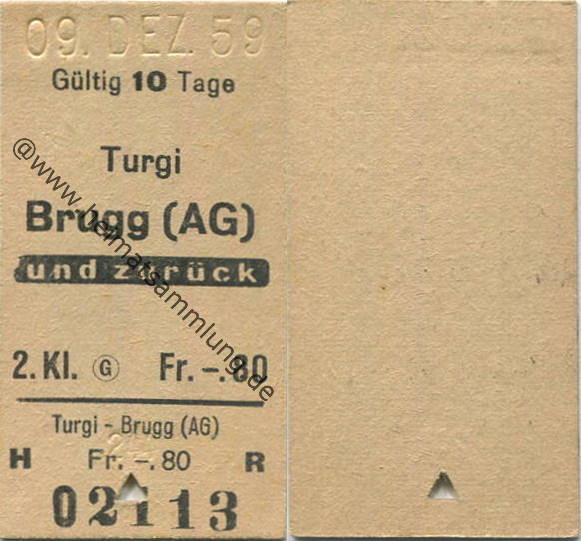 09. DEZ. 59
Gültig 10 Tage
Turgi
Brugg (AG)
und zurück
2. Kl. G Fr. -.80
Turgi - Brugg (AG)
H Fr. -.80 R
02113
@www.heimatsammlung.de